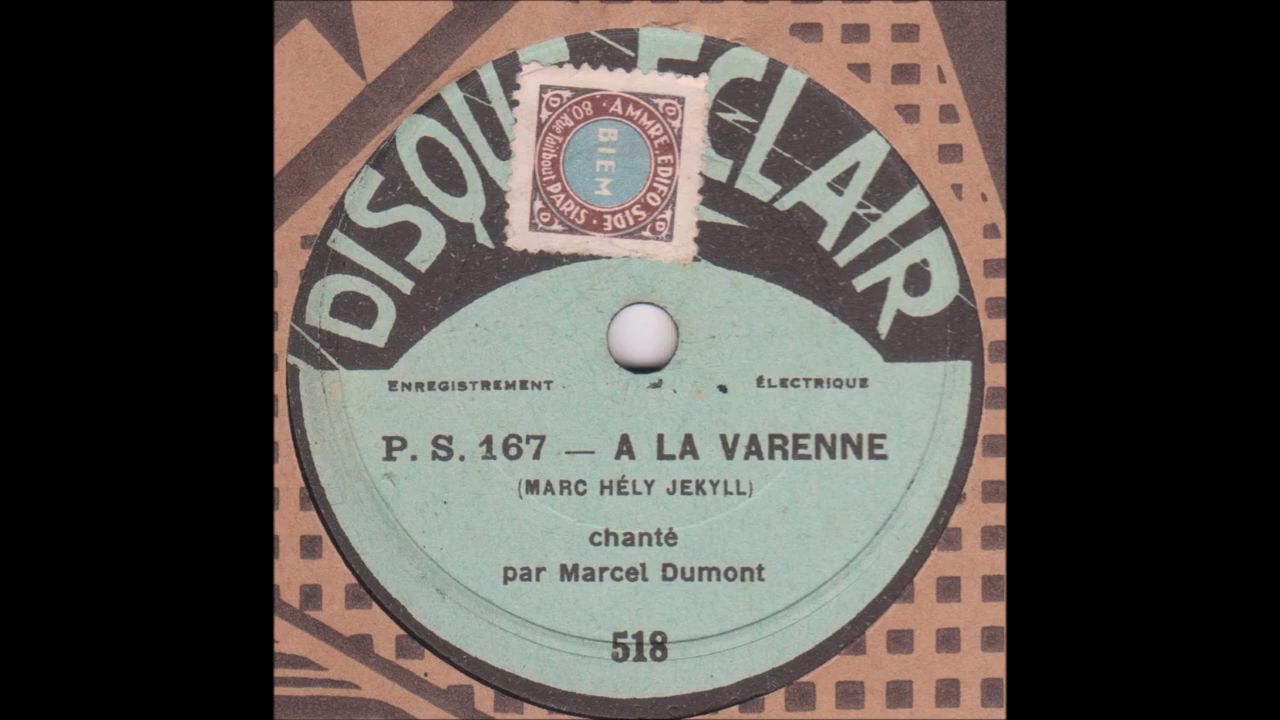 DISQUE ECLAIR
AMMRE. EDIFO. SIDE
80, Rue Taitbout PARIS
BIEM
ENREGISTREMENT ÉLECTRIQUE
P. S. 167 — A LA VARENNE
(MARC HÉLY JEKYLL)
chanté
par Marcel Dumont
518